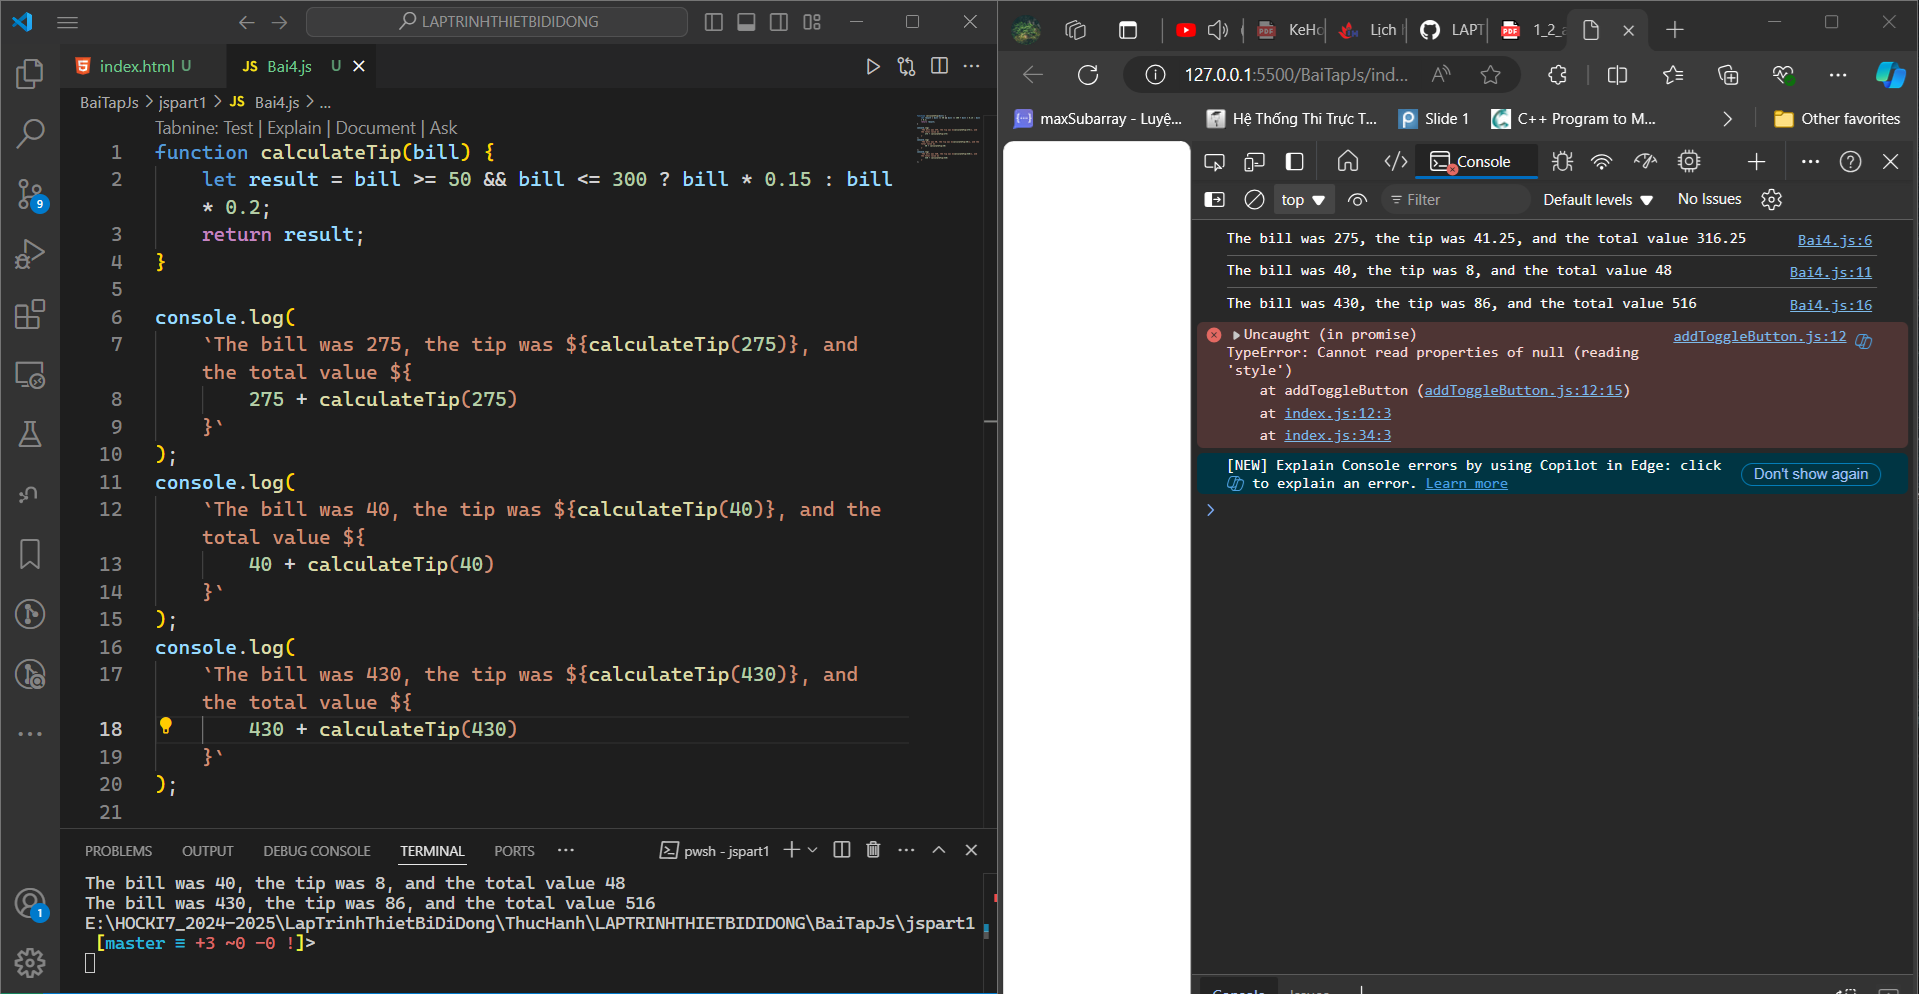 LAPTRINHTHIETBIDIDONG
index.html U
JS Bai4.js U
BaiTapJs > jspart1 > JS Bai4.js > ...
Tabnine: Test | Explain | Document | Ask
1 function calculateTip(bill) {
2 let result = bill >= 50 && bill <= 300 ? bill * 0.15 : bill
* 0.2;
3 return result;
4 }
5
6 console.log(
7 `The bill was 275, the tip was ${calculateTip(275)}, and
the total value ${
8 275 + calculateTip(275)
9 }`
10 );
11 console.log(
12 `The bill was 40, the tip was ${calculateTip(40)}, and the
total value ${
13 40 + calculateTip(40)
14 }`
15 );
16 console.log(
17 `The bill was 430, the tip was ${calculateTip(430)}, and
the total value ${
18 430 + calculateTip(430)
19 }`
20 );
21
9
1
PROBLEMS OUTPUT DEBUG CONSOLE TERMINAL PORTS ... pwsh - jspart1
The bill was 40, the tip was 8, and the total value 48
The bill was 430, the tip was 86, and the total value 516
E:\HOCKI7_2024-2025\LapTrinhThietBiDiDong\ThucHanh\LAPTRINHTHIETBIDIDONG\BaiTapJs\jspart1
[master ≡ +3 ~0 -0 !]>
KeHo Lịch LAPT 1_2_a
127.0.0.1:5500/BaiTapJs/ind...
maxSubarray - Luyệ... Hệ Thống Thi Trực T... Slide 1 C++ Program to M... Other favorites
Console
top Filter Default levels No Issues
The bill was 275, the tip was 41.25, and the total value 316.25 Bai4.js:6
The bill was 40, the tip was 8, and the total value 48 Bai4.js:11
The bill was 430, the tip was 86, and the total value 516 Bai4.js:16
Uncaught (in promise) addToggleButton.js:12
TypeError: Cannot read properties of null (reading
'style')
at addToggleButton (addToggleButton.js:12:15)
at index.js:12:3
at index.js:34:3
[NEW] Explain Console errors by using Copilot in Edge: click
to explain an error. Learn more
Don't show again
Console Issues